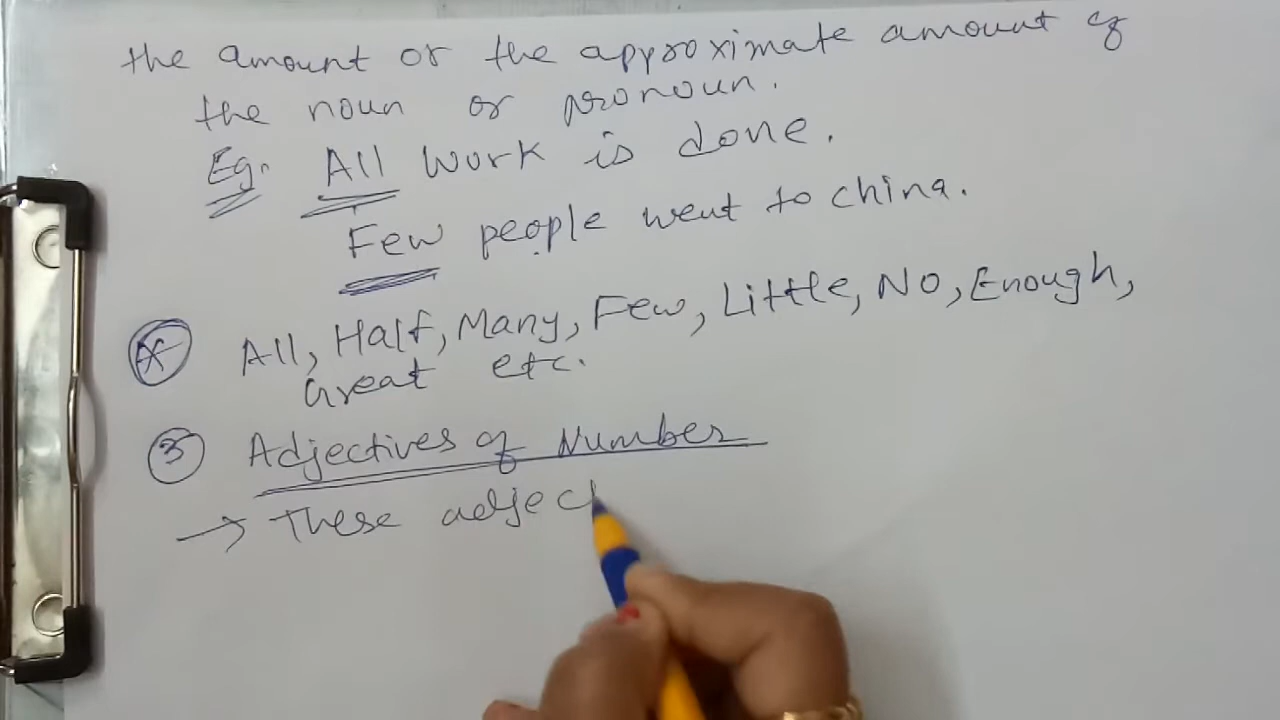 the amount or the approximate amount of
the noun or pronoun.
Eg. All work is done.
Few people went to china.
All, Half, Many, Few, Little, No, Enough,
Great etc.
3 Adjectives of Number
→ These adjec